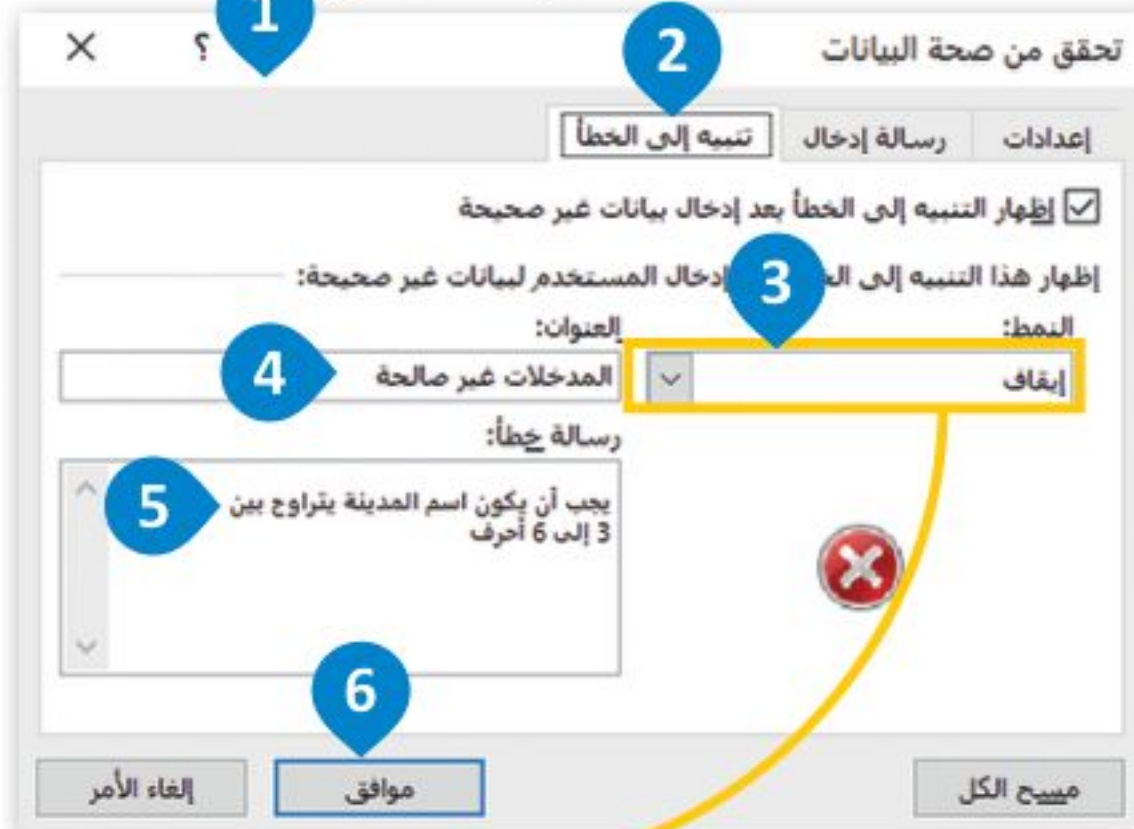 1
تحقق من صحة البيانات ؟ ×
2
إعدادات رسالة إدخال تنبيه إلى الخطأ
إظهار التنبيه إلى الخطأ بعد إدخال بيانات غير صحيحة
إظهار هذا التنبيه إلى إدخال المستخدم لبيانات غير صحيحة:
3
النمط: العنوان:
إيقاف المدخلات غير صالحة
4
رسالة خطأ:
يجب أن يكون اسم المدينة يتراوح بين
3 إلى 6 أحرف
5
6
مسح الكل موافق إلغاء الأمر